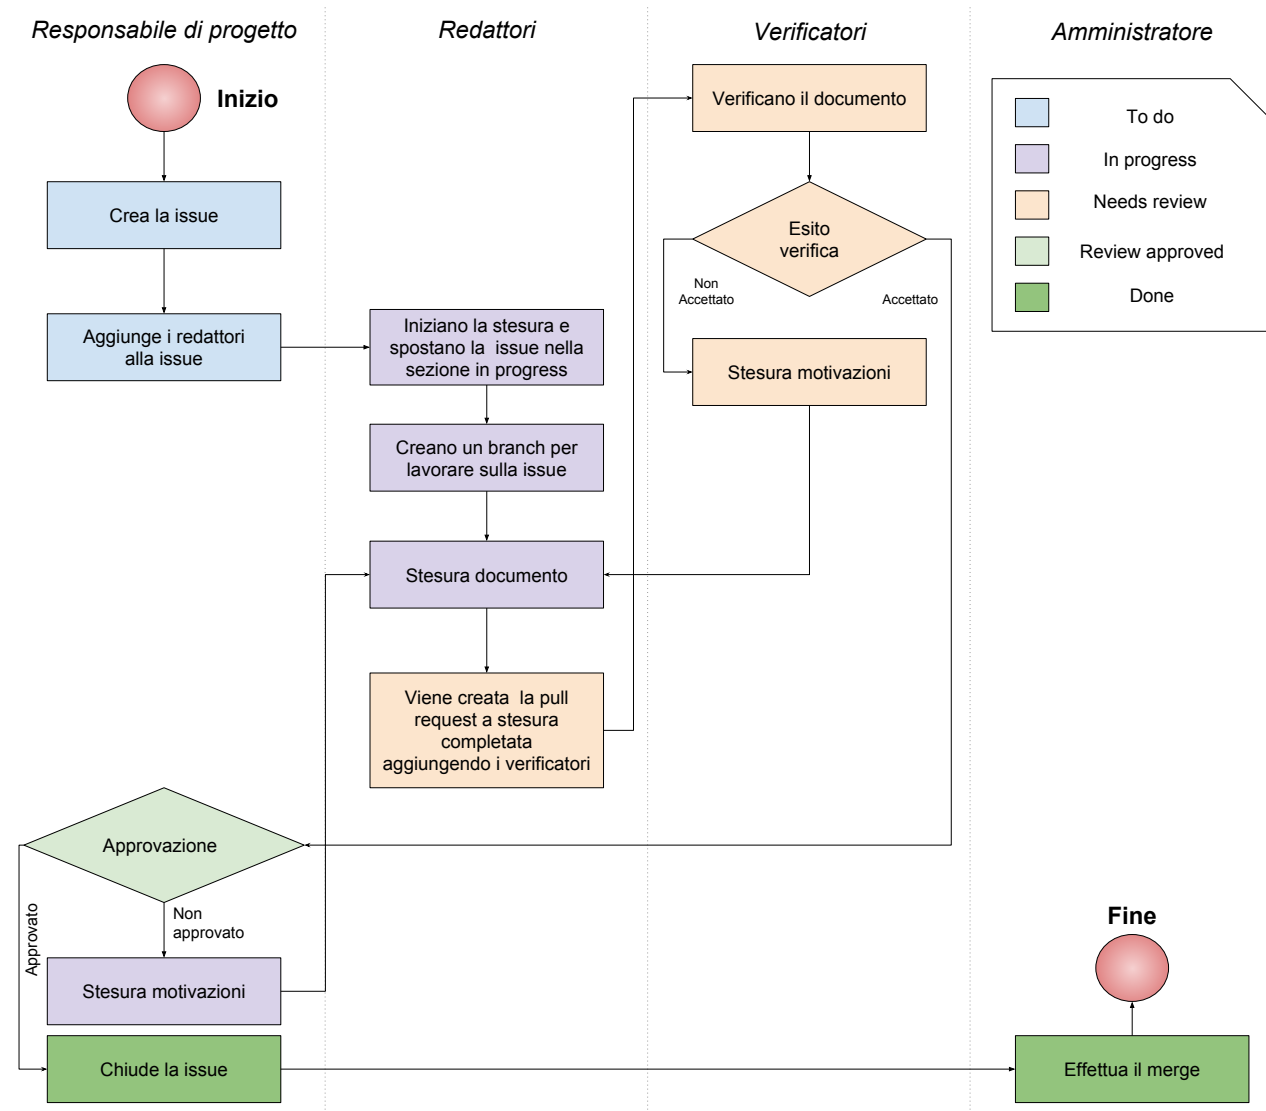 Responsabile di progetto
Redattori
Verificatori
Amministratore
Inizio
Crea la issue
Aggiunge i redattori
alla issue
Iniziano la stesura e
spostano la issue nella
sezione in progress
Creano un branch per
lavorare sulla issue
Stesura documento
Viene creata la pull
request a stesura
completata
aggiungendo i verificatori
Verificano il documento
Esito
verifica
Non
Accettato
Accettato
Stesura motivazioni
To do
In progress
Needs review
Review approved
Done
Approvazione
Approvato
Non
approvato
Stesura motivazioni
Chiude la issue
Fine
Effettua il merge